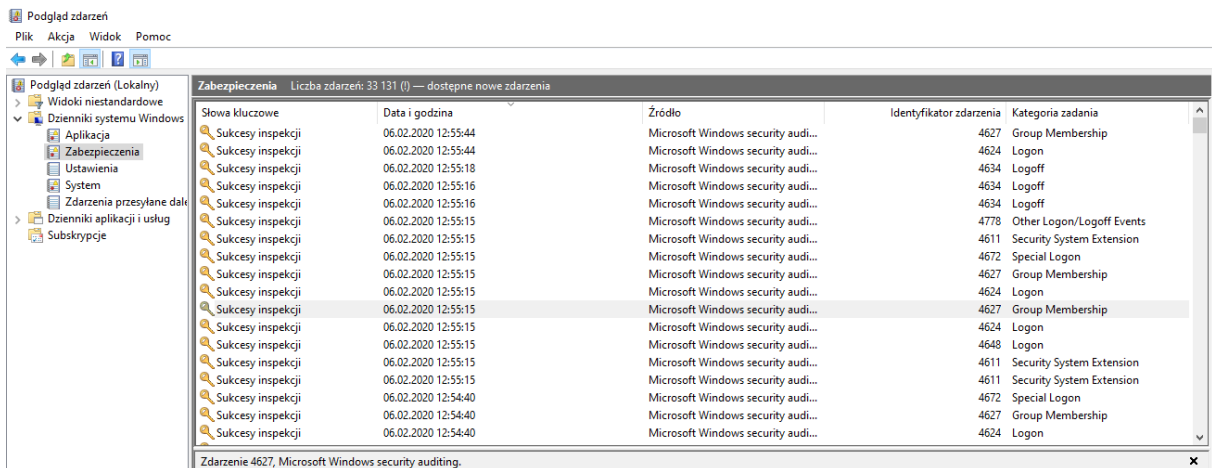 Podgląd zdarzeń
Plik Akcja Widok Pomoc
Podgląd zdarzeń (Lokalny)
Widoki niestandardowe
Dzienniki systemu Windows
Aplikacja
Zabezpieczenia
Ustawienia
System
Zdarzenia przesyłane dale
Dzienniki aplikacji i usług
Subskrypcje
Zabezpieczenia Liczba zdarzeń: 33 131 (!) — dostępne nowe zdarzenia
Słowa kluczowe Data i godzina Źródło Identyfikator zdarzenia Kategoria zadania
Sukcesy inspekcji 06.02.2020 12:55:44 Microsoft Windows security audi... 4627 Group Membership
Sukcesy inspekcji 06.02.2020 12:55:44 Microsoft Windows security audi... 4624 Logon
Sukcesy inspekcji 06.02.2020 12:55:18 Microsoft Windows security audi... 4634 Logoff
Sukcesy inspekcji 06.02.2020 12:55:16 Microsoft Windows security audi... 4634 Logoff
Sukcesy inspekcji 06.02.2020 12:55:16 Microsoft Windows security audi... 4634 Logoff
Sukcesy inspekcji 06.02.2020 12:55:15 Microsoft Windows security audi... 4778 Other Logon/Logoff Events
Sukcesy inspekcji 06.02.2020 12:55:15 Microsoft Windows security audi... 4611 Security System Extension
Sukcesy inspekcji 06.02.2020 12:55:15 Microsoft Windows security audi... 4672 Special Logon
Sukcesy inspekcji 06.02.2020 12:55:15 Microsoft Windows security audi... 4627 Group Membership
Sukcesy inspekcji 06.02.2020 12:55:15 Microsoft Windows security audi... 4624 Logon
Sukcesy inspekcji 06.02.2020 12:55:15 Microsoft Windows security audi... 4627 Group Membership
Sukcesy inspekcji 06.02.2020 12:55:15 Microsoft Windows security audi... 4624 Logon
Sukcesy inspekcji 06.02.2020 12:55:15 Microsoft Windows security audi... 4648 Logon
Sukcesy inspekcji 06.02.2020 12:55:15 Microsoft Windows security audi... 4611 Security System Extension
Sukcesy inspekcji 06.02.2020 12:55:15 Microsoft Windows security audi... 4611 Security System Extension
Sukcesy inspekcji 06.02.2020 12:54:40 Microsoft Windows security audi... 4672 Special Logon
Sukcesy inspekcji 06.02.2020 12:54:40 Microsoft Windows security audi... 4627 Group Membership
Sukcesy inspekcji 06.02.2020 12:54:40 Microsoft Windows security audi... 4624 Logon
Zdarzenie 4627, Microsoft Windows security auditing.